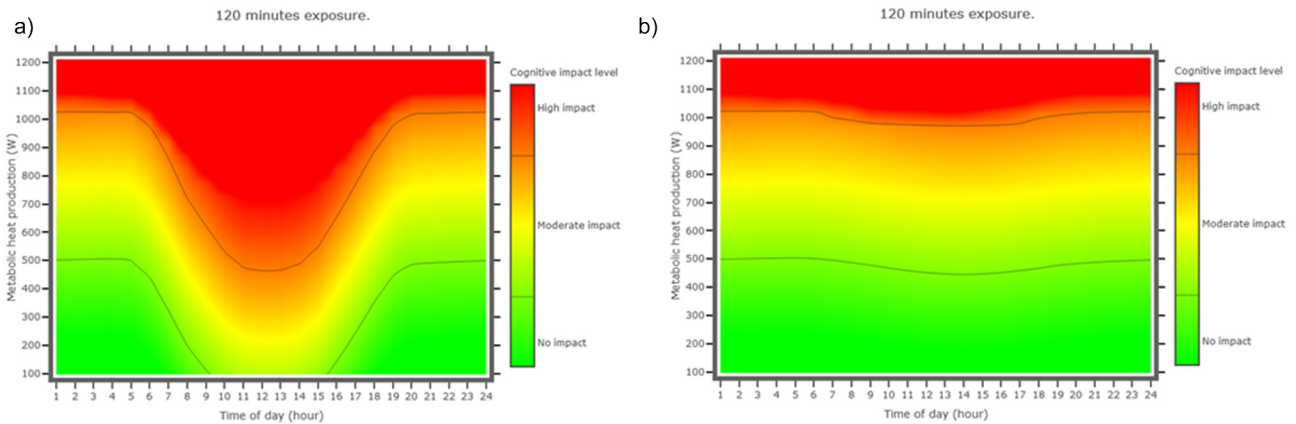 a)
120 minutes exposure.
Metabolic heat production (W)
1200
1100
1000
900
800
700
600
500
400
300
200
100
1 2 3 4 5 6 7 8 9 10 11 12 13 14 15 16 17 18 19 20 21 22 23 24
Time of day (hour)
Cognitive impact level
High impact
Moderate impact
No impact
b)
120 minutes exposure.
Metabolic heat production (W)
1200
1100
1000
900
800
700
600
500
400
300
200
100
1 2 3 4 5 6 7 8 9 10 11 12 13 14 15 16 17 18 19 20 21 22 23 24
Time of day (hour)
Cognitive impact level
High impact
Moderate impact
No impact